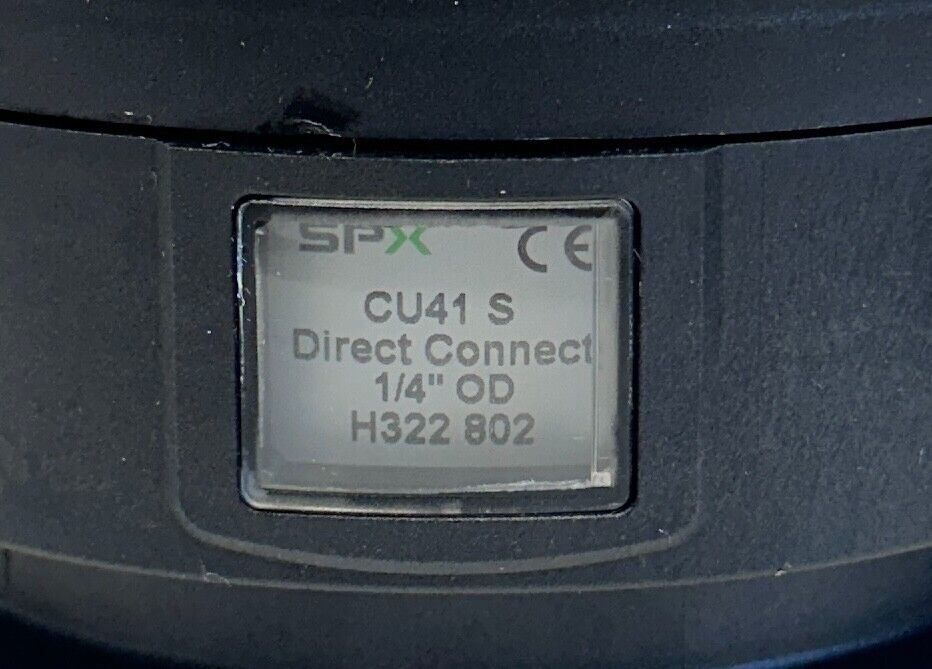 SPX CE
CU41 S
Direct Connect
1/4" OD
H322 802